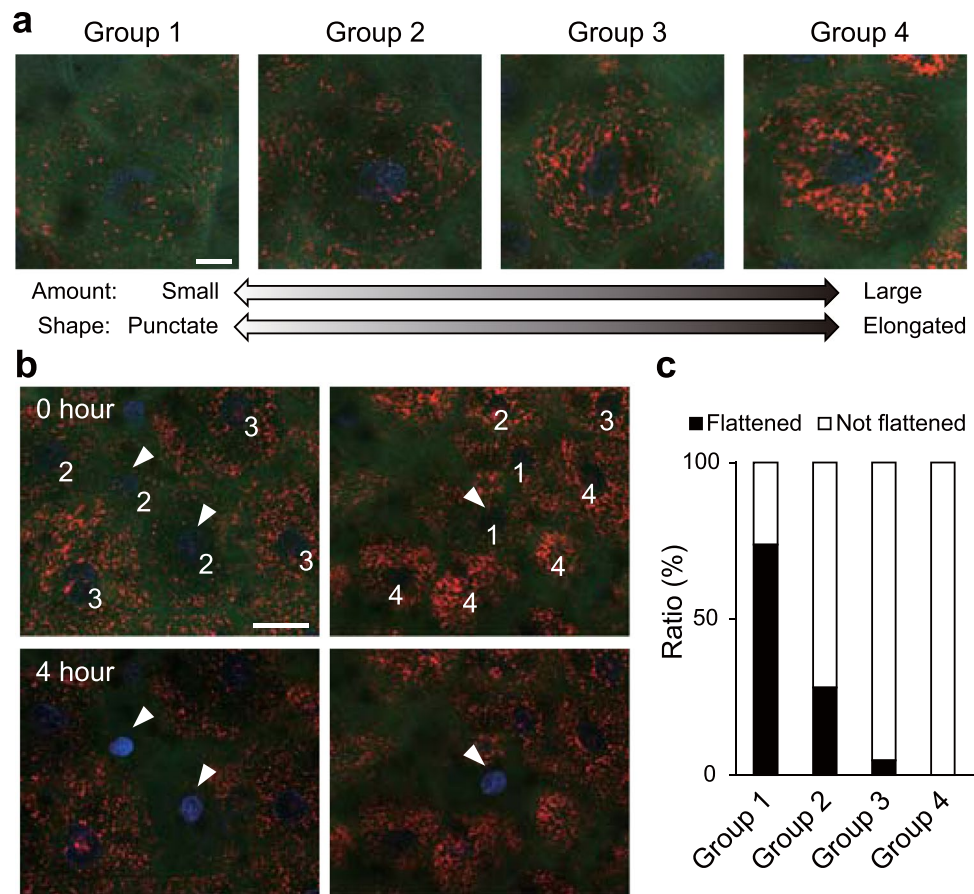 a
Group 1 Group 2 Group 3 Group 4
Amount: Small Large
Shape: Punctate Elongated
b
0 hour
2
2
2
3
3
3
2
3
1
4
1
4
4
4
4 hour
c
Flattened Not flattened
Ratio (%)
100
50
0
Group 1
Group 2
Group 3
Group 4